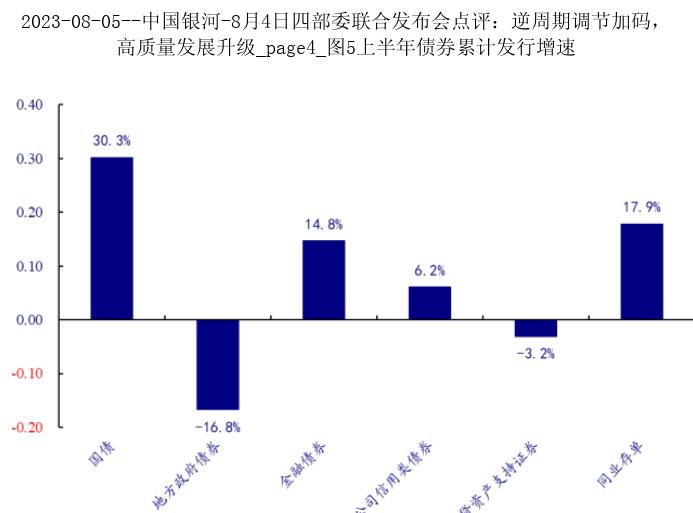 2023-08-05--中国银河-8月4日四部委联合发布会点评：逆周期调节加码，
高质量发展升级_page4_图5上半年债券累计发行增速
0.40
0.30
0.20
0.10
0.00
-0.10
-0.20
30.3%
-16.8%
14.8%
6.2%
-3.2%
17.9%
国债
地方政府债券
金融债券
公司信用类债券
贷资产支持证券
同业存单